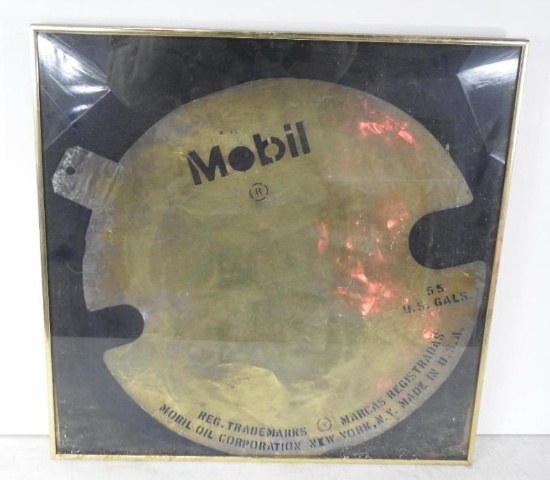 Mobil
R
55
U.S. GALS.
REG. TRADEMARKS MARCAS REGISTRADAS
MOBIL OIL CORPORATION NEW YORK, N.Y. MADE IN U.S.A.